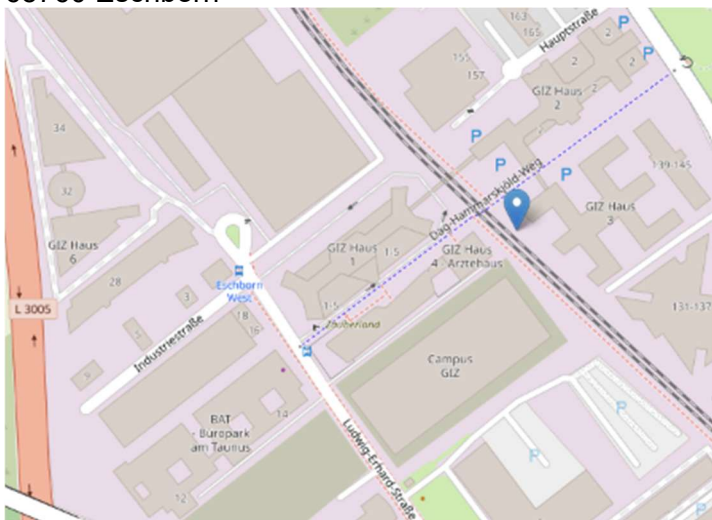 65760 Eschborn
163
165
Hauptstraße
P
2
P
155
157
2
2
2
GIZ Haus
2
P
P
P
34
139-145
32
Dag-Hammarskjöld-Weg
GIZ Haus
3
GIZ Haus
6
GIZ Haus
1
1-5
GIZ Haus
4 - Ärztehaus
28
Eschborn
West
3
L 3005
1-5
18
16
Zauberland
131-137
Industriestraße
Campus
GIZ
14
BAT
- Büropark
am Taunus
P
P
Ludwig-Erhard-Straße
12
P